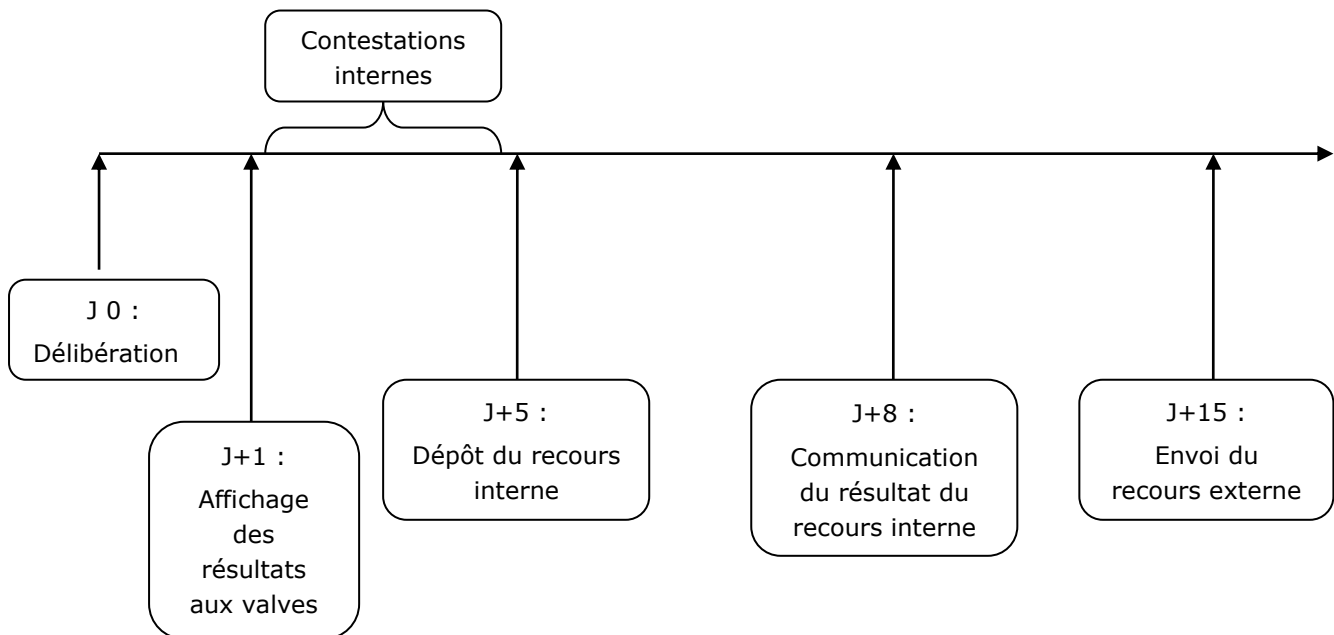 Contestations
internes
J 0 :
Délibération
J+1 :
Affichage
des
résultats
aux valves
J+5 :
Dépôt du recours
interne
J+8 :
Communication
du résultat du
recours interne
J+15 :
Envoi du
recours externe